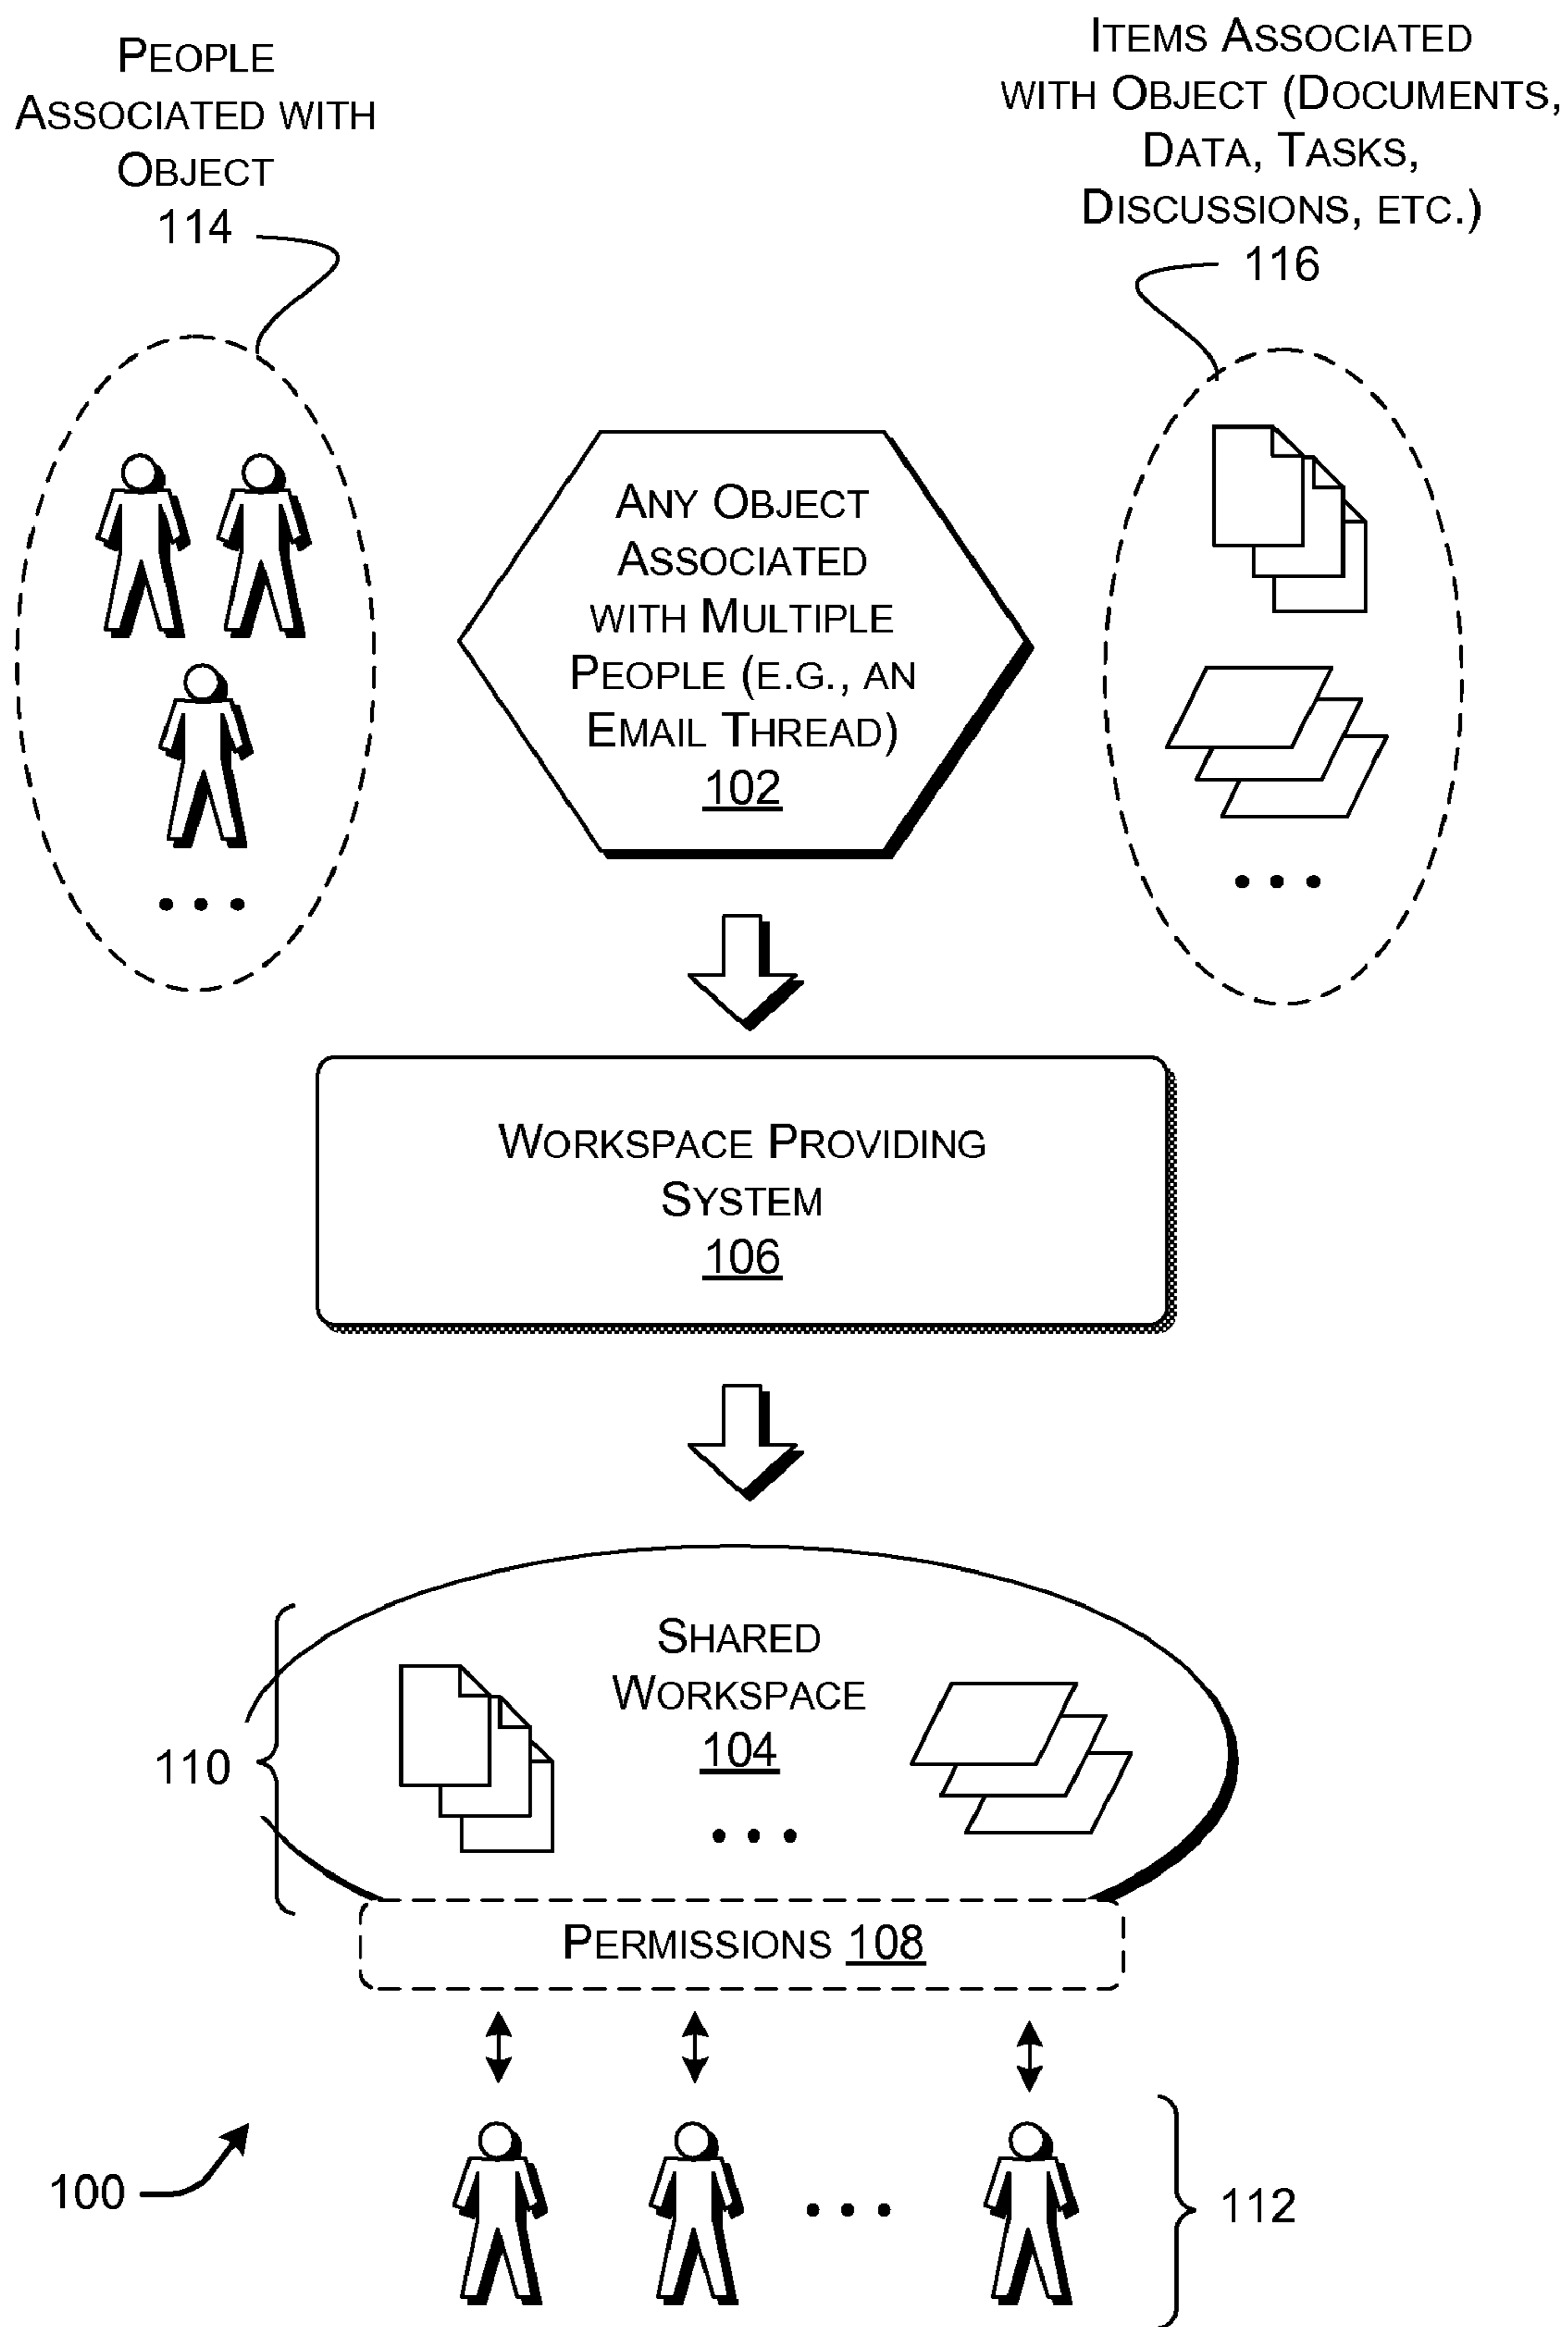 PEOPLE
ASSOCIATED WITH
OBJECT
114
ITEMS ASSOCIATED
WITH OBJECT (DOCUMENTS,
DATA, TASKS,
DISCUSSIONS, ETC.)
116
ANY OBJECT
ASSOCIATED
WITH MULTIPLE
PEOPLE (E.G., AN
EMAIL THREAD)
102
WORKSPACE PROVIDING
SYSTEM
106
SHARED
WORKSPACE
104
110
PERMISSIONS 108
100
112